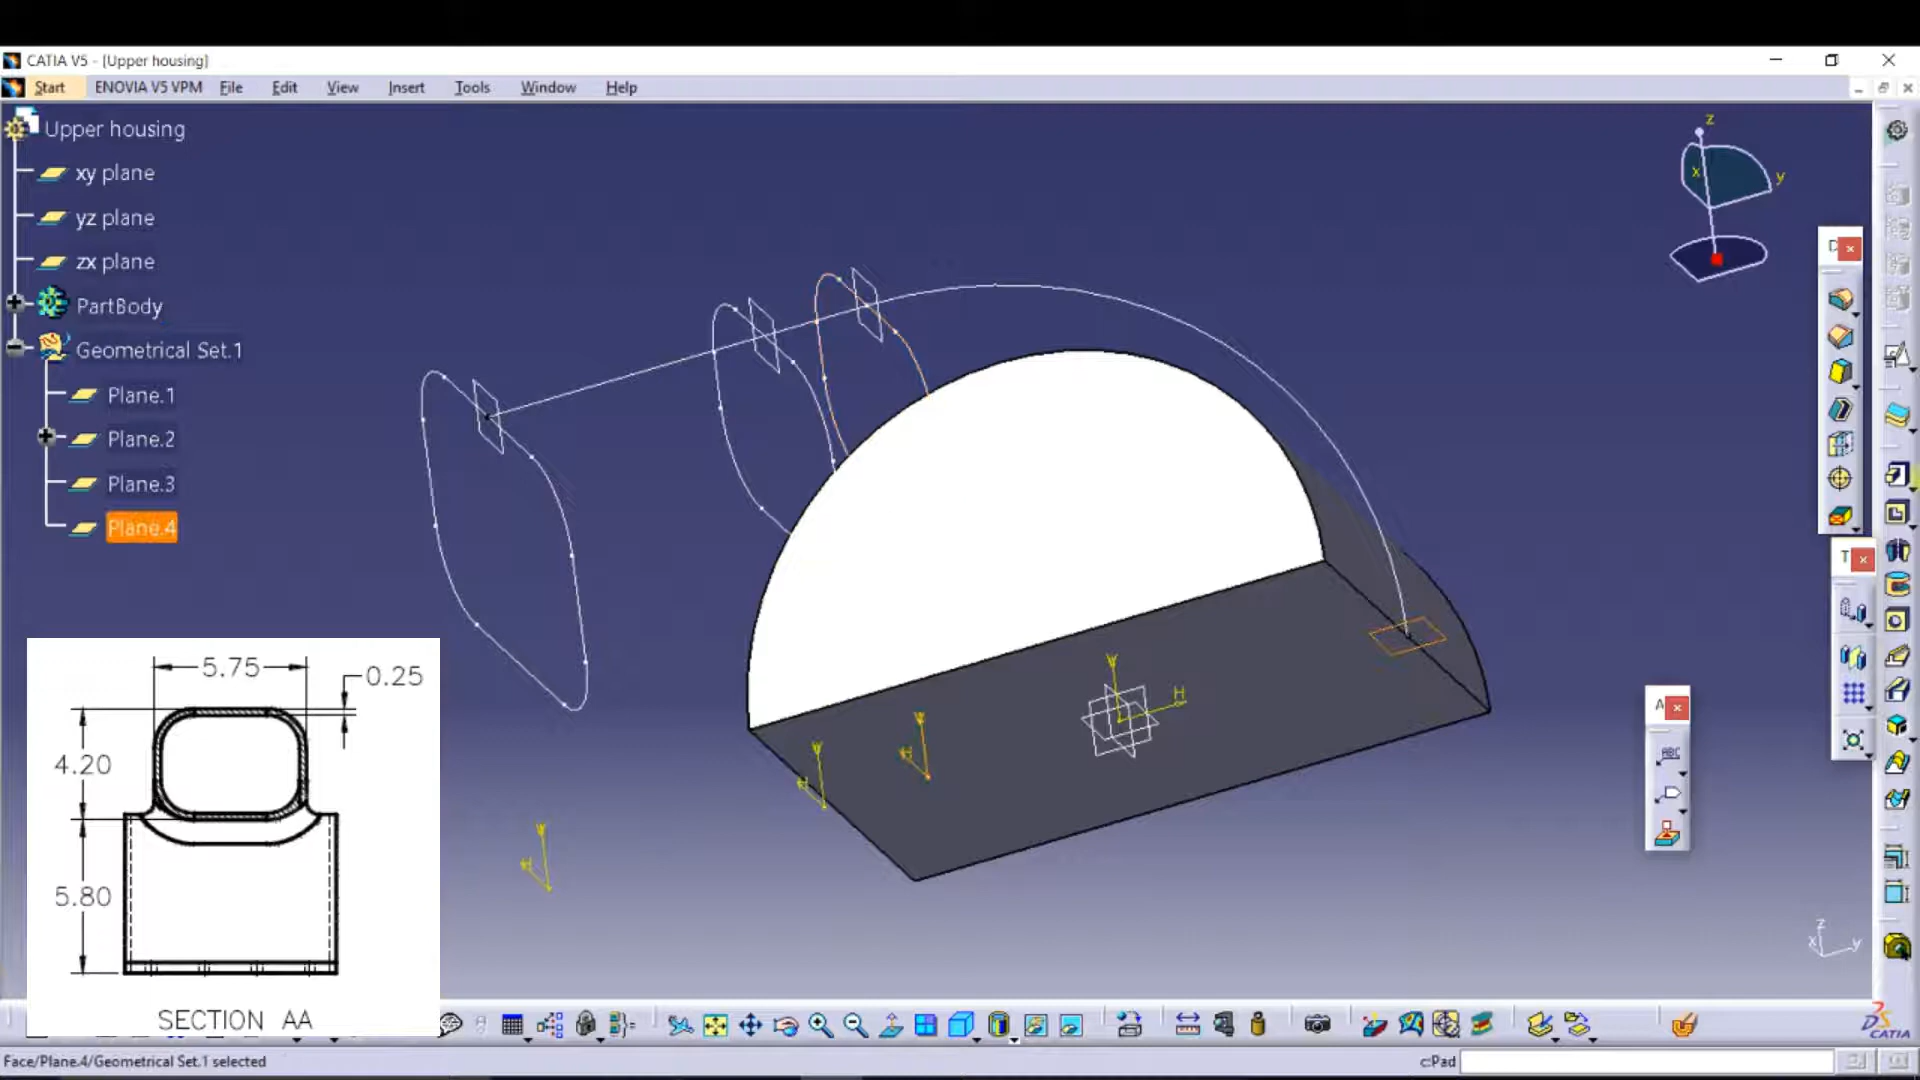 CATIA V5 - [Upper housing]
Start ENOVIA V5 VPM File Edit View Insert Tools Window Help
Upper housing
xy plane
yz plane
zx plane
PartBody
Geometrical Set.1
Plane.1
Plane.2
Plane.3
Plane.4
z
x
y
D
T
A
ABC
V
H
V
H
V
H
V
H
5.75
0.25
4.20
5.80
SECTION AA
z
x
y
CATIA
Face/Plane.4/Geometrical Set.1 selected
c:Pad